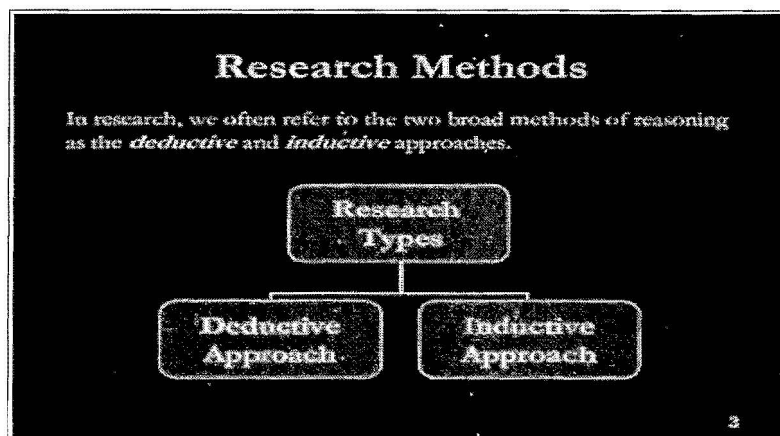 Research Methods
In research, we often refer to the two broad methods of reasoning
as the deductive and inductive approaches.
Research
Types
Deductive
Approach
Inductive
Approach
2